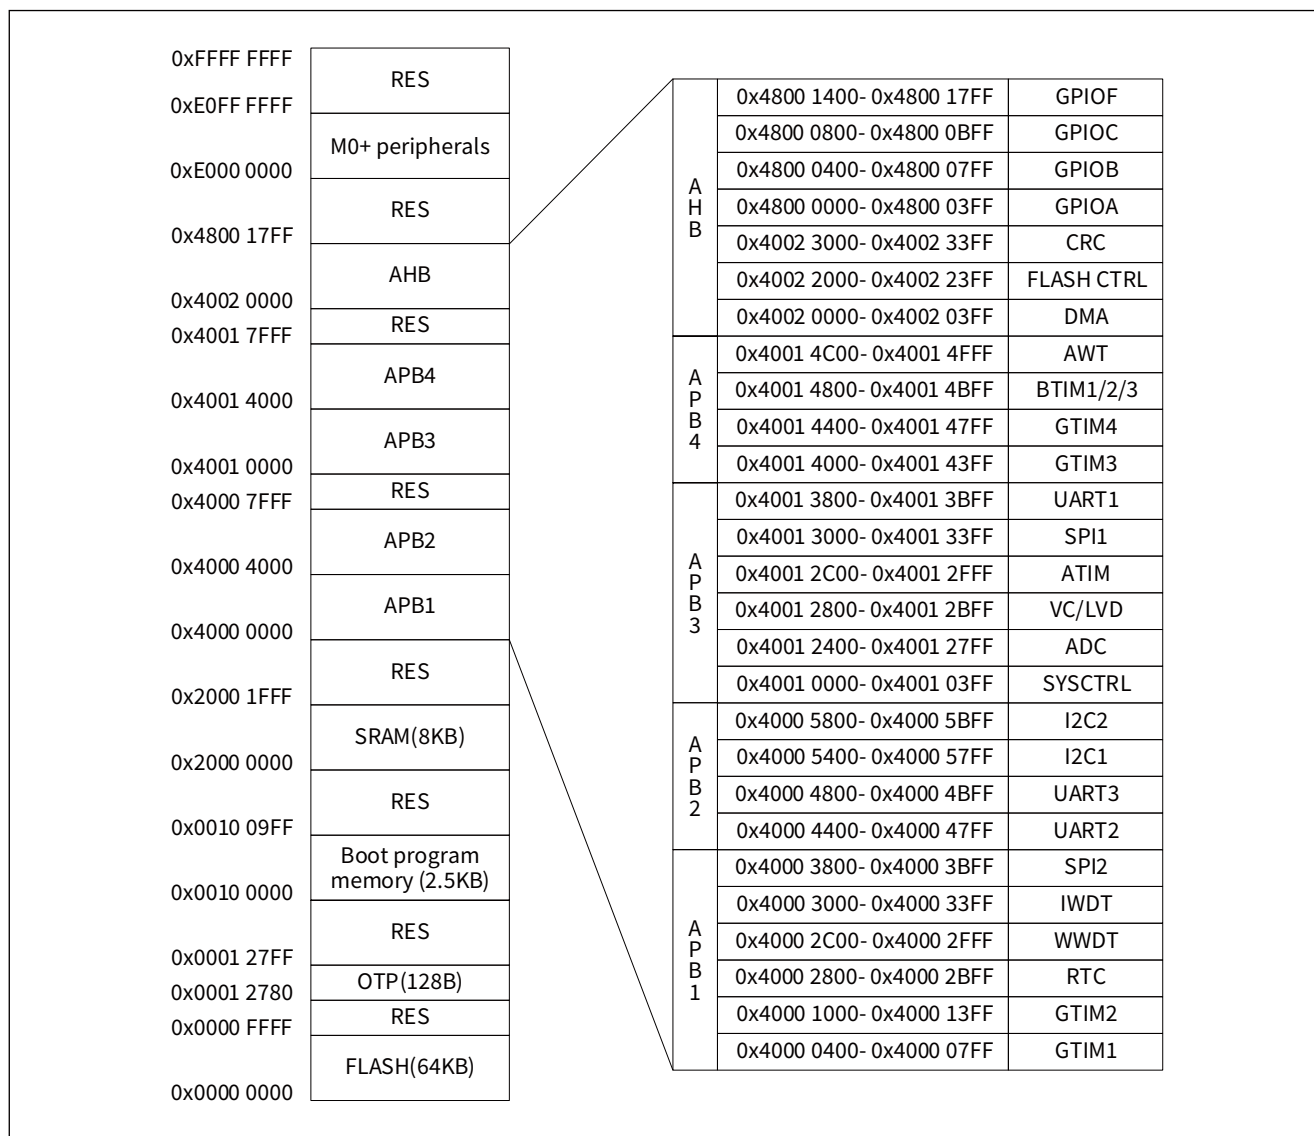 0xFFFF FFFF
RES
0xE0FF FFFF
M0+ peripherals
0xE000 0000
RES
0x4800 17FF
AHB
0x4002 0000
RES
0x4001 7FFF
APB4
0x4001 4000
APB3
0x4001 0000
RES
0x4000 7FFF
APB2
0x4000 4000
APB1
0x4000 0000
RES
0x2000 1FFF
SRAM(8KB)
0x2000 0000
RES
0x0010 09FF
Boot program
memory (2.5KB)
0x0010 0000
RES
0x0001 27FF
OTP(128B)
0x0001 2780
RES
0x0000 FFFF
FLASH(64KB)
0x0000 0000
AHB
0x4800 1400- 0x4800 17FF GPIOF
0x4800 0800- 0x4800 0BFF GPIOC
0x4800 0400- 0x4800 07FF GPIOB
0x4800 0000- 0x4800 03FF GPIOA
0x4002 3000- 0x4002 33FF CRC
0x4002 2000- 0x4002 23FF FLASH CTRL
0x4002 0000- 0x4002 03FF DMA
APB4
0x4001 4C00- 0x4001 4FFF AWT
0x4001 4800- 0x4001 4BFF BTIM1/2/3
0x4001 4400- 0x4001 47FF GTIM4
0x4001 4000- 0x4001 43FF GTIM3
APB3
0x4001 3800- 0x4001 3BFF UART1
0x4001 3000- 0x4001 33FF SPI1
0x4001 2C00- 0x4001 2FFF ATIM
0x4001 2800- 0x4001 2BFF VC/LVD
0x4001 2400- 0x4001 27FF ADC
0x4001 0000- 0x4001 03FF SYSCTRL
APB2
0x4000 5800- 0x4000 5BFF I2C2
0x4000 5400- 0x4000 57FF I2C1
0x4000 4800- 0x4000 4BFF UART3
0x4000 4400- 0x4000 47FF UART2
APB1
0x4000 3800- 0x4000 3BFF SPI2
0x4000 3000- 0x4000 33FF IWDT
0x4000 2C00- 0x4000 2FFF WWDT
0x4000 2800- 0x4000 2BFF RTC
0x4000 1000- 0x4000 13FF GTIM2
0x4000 0400- 0x4000 07FF GTIM1